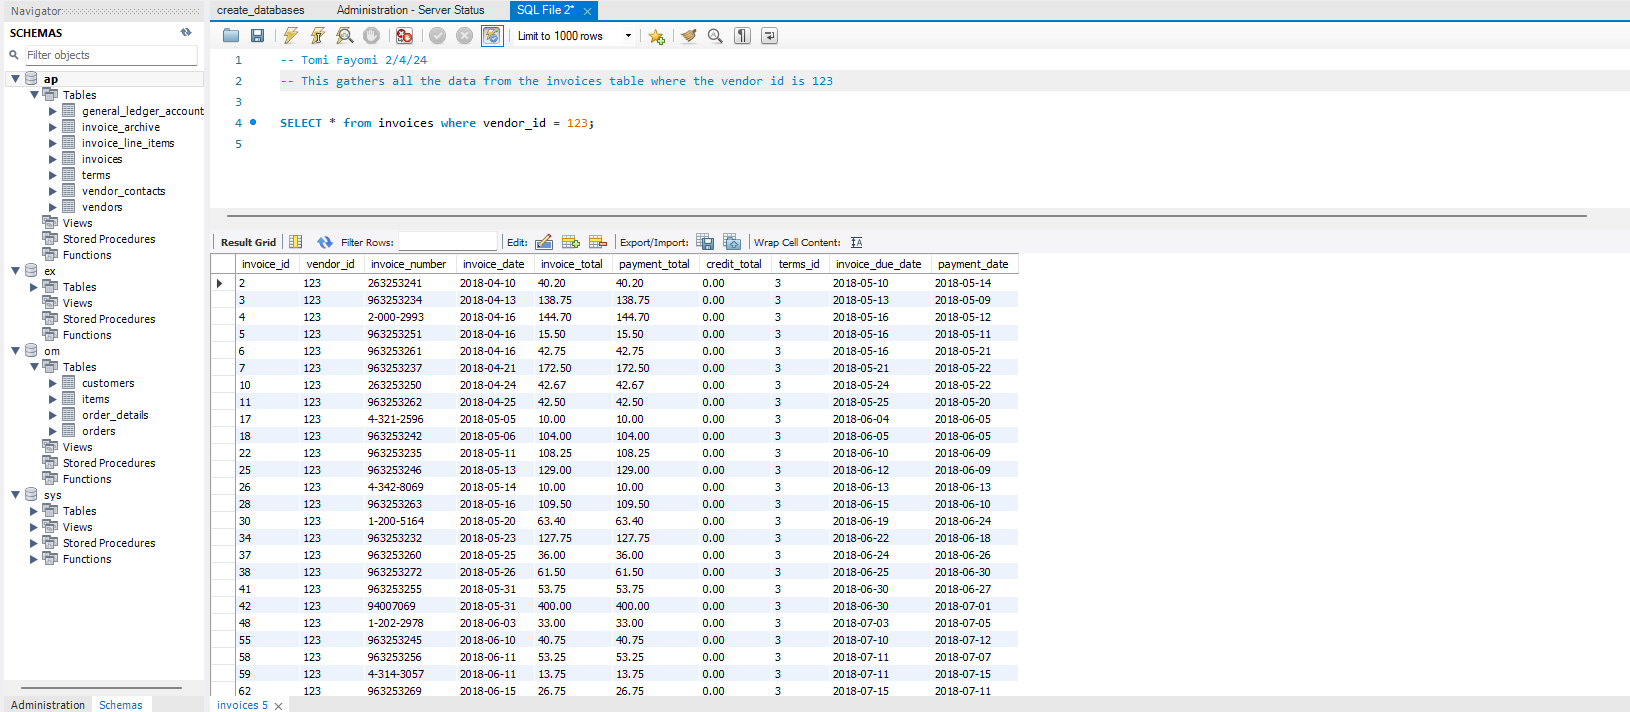 Navigator
SCHEMAS
Filter objects
ap
Tables
general_ledger_account
invoice_archive
invoice_line_items
invoices
terms
vendor_contacts
vendors
Views
Stored Procedures
Functions
ex
Tables
Views
Stored Procedures
Functions
om
Tables
customers
items
order_details
orders
Views
Stored Procedures
Functions
sys
Tables
Views
Stored Procedures
Functions
Administration Schemas
create_databases Administration - Server Status SQL File 2*
Limit to 1000 rows
1 -- Tomi Fayomi 2/4/24
2 -- This gathers all the data from the invoices table where the vendor id is 123
3
4 SELECT * from invoices where vendor_id = 123;
5
Result Grid Filter Rows: Edit: Export/Import: Wrap Cell Content:
invoice_id vendor_id invoice_number invoice_date invoice_total payment_total credit_total terms_id invoice_due_date payment_date
2 123 263253241 2018-04-10 40.20 40.20 0.00 3 2018-05-10 2018-05-14
3 123 963253234 2018-04-13 138.75 138.75 0.00 3 2018-05-13 2018-05-09
4 123 2-000-2993 2018-04-16 144.70 144.70 0.00 3 2018-05-16 2018-05-12
5 123 963253251 2018-04-16 15.50 15.50 0.00 3 2018-05-16 2018-05-11
6 123 963253261 2018-04-16 42.75 42.75 0.00 3 2018-05-16 2018-05-21
7 123 963253237 2018-04-21 172.50 172.50 0.00 3 2018-05-21 2018-05-22
10 123 263253250 2018-04-24 42.67 42.67 0.00 3 2018-05-24 2018-05-22
11 123 963253262 2018-04-25 42.50 42.50 0.00 3 2018-05-25 2018-05-20
17 123 4-321-2596 2018-05-05 10.00 10.00 0.00 3 2018-06-04 2018-06-05
18 123 963253242 2018-05-06 104.00 104.00 0.00 3 2018-06-05 2018-06-05
22 123 963253235 2018-05-11 108.25 108.25 0.00 3 2018-06-10 2018-06-09
25 123 963253246 2018-05-13 129.00 129.00 0.00 3 2018-06-12 2018-06-09
26 123 4-342-8069 2018-05-14 10.00 10.00 0.00 3 2018-06-13 2018-06-13
28 123 963253263 2018-05-16 109.50 109.50 0.00 3 2018-06-15 2018-06-10
30 123 1-200-5164 2018-05-20 63.40 63.40 0.00 3 2018-06-19 2018-06-24
34 123 963253232 2018-05-23 127.75 127.75 0.00 3 2018-06-22 2018-06-18
37 123 963253260 2018-05-25 36.00 36.00 0.00 3 2018-06-24 2018-06-26
38 123 963253272 2018-05-26 61.50 61.50 0.00 3 2018-06-25 2018-06-30
41 123 963253255 2018-05-31 53.75 53.75 0.00 3 2018-06-30 2018-06-27
42 123 94007069 2018-05-31 400.00 400.00 0.00 3 2018-06-30 2018-07-01
48 123 1-202-2978 2018-06-03 33.00 33.00 0.00 3 2018-07-03 2018-07-05
55 123 963253245 2018-06-10 40.75 40.75 0.00 3 2018-07-10 2018-07-12
58 123 963253256 2018-06-11 53.25 53.25 0.00 3 2018-07-11 2018-07-07
59 123 4-314-3057 2018-06-11 13.75 13.75 0.00 3 2018-07-11 2018-07-15
62 123 963253269 2018-06-15 26.75 26.75 0.00 3 2018-07-15 2018-07-11
invoices 5